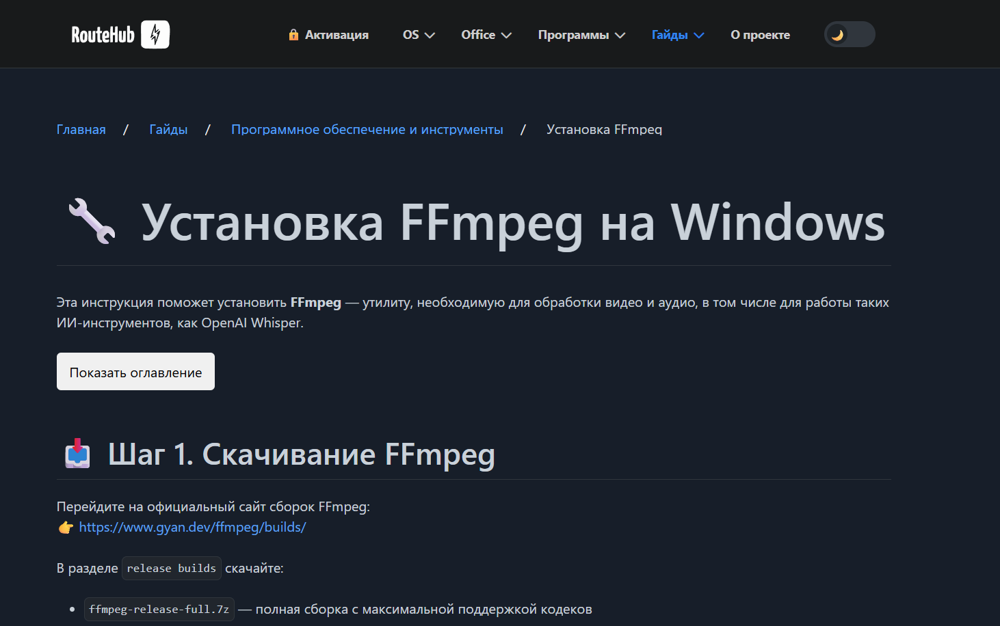 RouteHub
Активация
OS
Office
Программы
Гайды
О проекте
Главная / Гайды / Программное обеспечение и инструменты / Установка FFmpeg
Установка FFmpeg на Windows
Эта инструкция поможет установить FFmpeg — утилиту, необходимую для обработки видео и аудио, в том числе для работы таких
ИИ-инструментов, как OpenAI Whisper.
Показать оглавление
Шаг 1. Скачивание FFmpeg
Перейдите на официальный сайт сборок FFmpeg:
👉 https://www.gyan.dev/ffmpeg/builds/
В разделе release builds скачайте:
• ffmpeg-release-full.7z — полная сборка с максимальной поддержкой кодеков